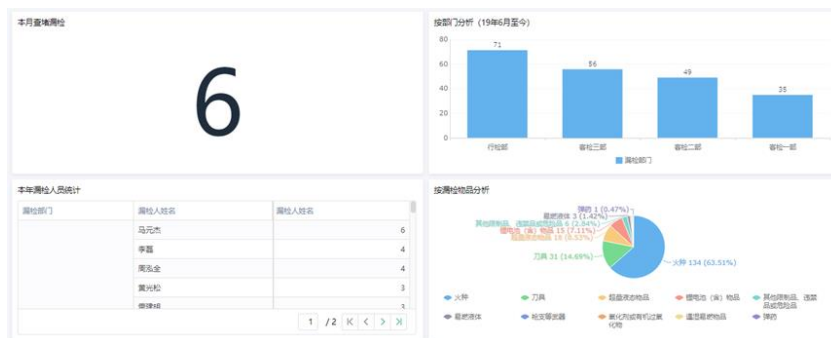 本月查堵漏检
6
按部门分析（19年6月至今）
80
60
40
20
0
71
56
49
35
行检部
客检三部
客检二部
客检一部
漏检部门
本年漏检人员统计
漏检部门
漏检人姓名
漏检人姓名
马元杰
6
李磊
4
周泓全
4
黄光松
3
3
1 / 2
按漏检物品分析
弹药 1 (0.47%)
易燃液体 3 (1.42%)
其他限制品、违禁品或危险品 6 (2.84%)
锂电池（含）物品 15 (7.11%)
超量液态物品 18 (8.53%)
刀具 31 (14.69%)
火种 134 (63.51%)
火种
刀具
超量液态物品
锂电池（含）物品
其他限制品、违禁
品或危险品
易燃液体
枪支等武器
氧化剂或有机过氧
化物
遇湿易燃物品
弹药